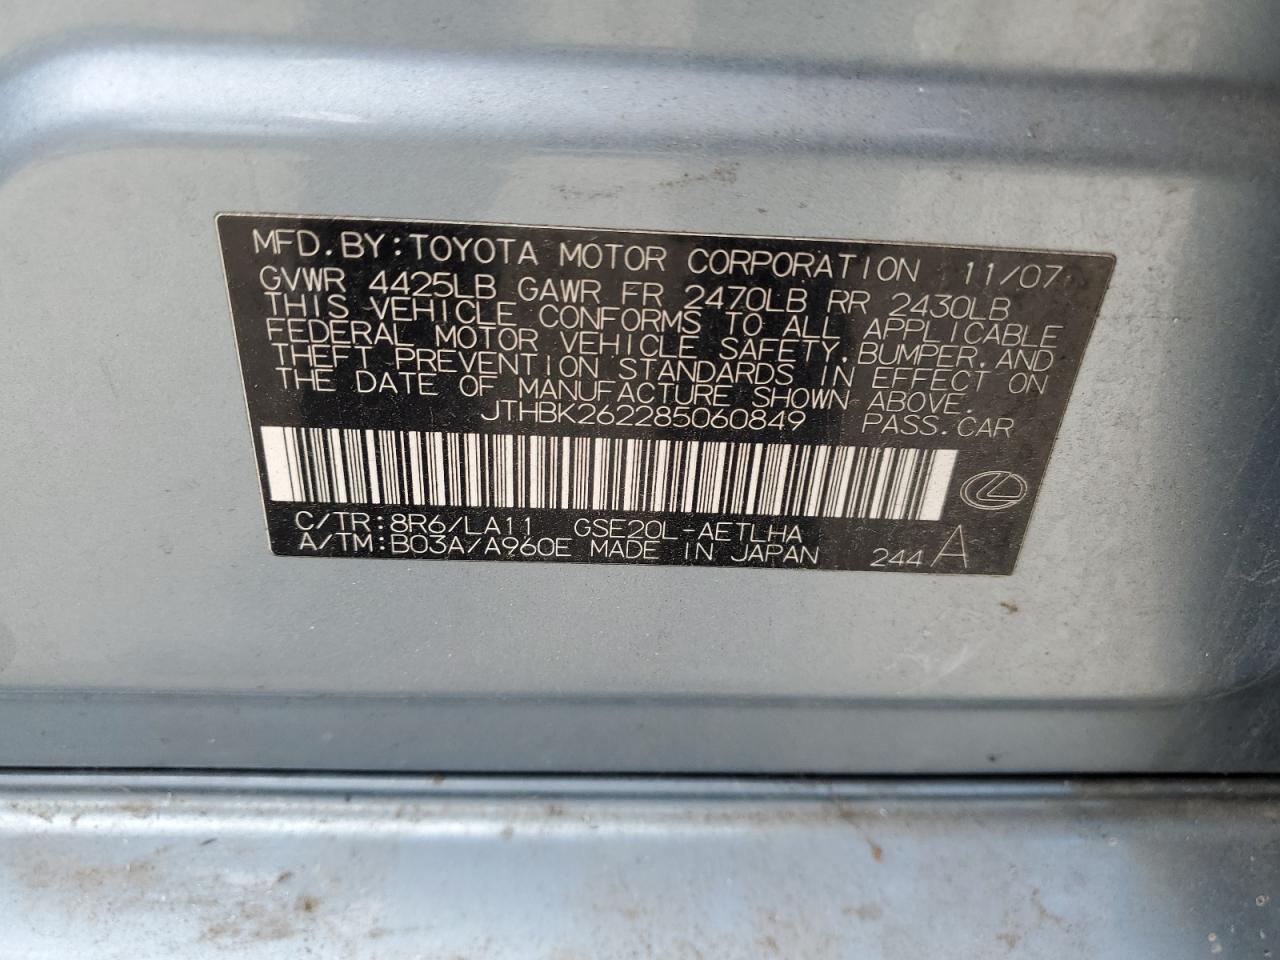 MFD.BY:TOYOTA MOTOR CORPORATION 11/07
GVWR 4425LB GAWR FR 2470LB RR 2430LB
THIS VEHICLE CONFORMS TO ALL APPLICABLE
FEDERAL MOTOR VEHICLE SAFETY,BUMPER,AND
THEFT PREVENTION STANDARDS IN EFFECT ON
THE DATE OF MANUFACTURE SHOWN ABOVE.
JTHBK262285060849 PASS.CAR
C/TR:8R6/LA11 GSE20L-AETLHA
A/TM:B03A/A960E MADE IN JAPAN 244 A